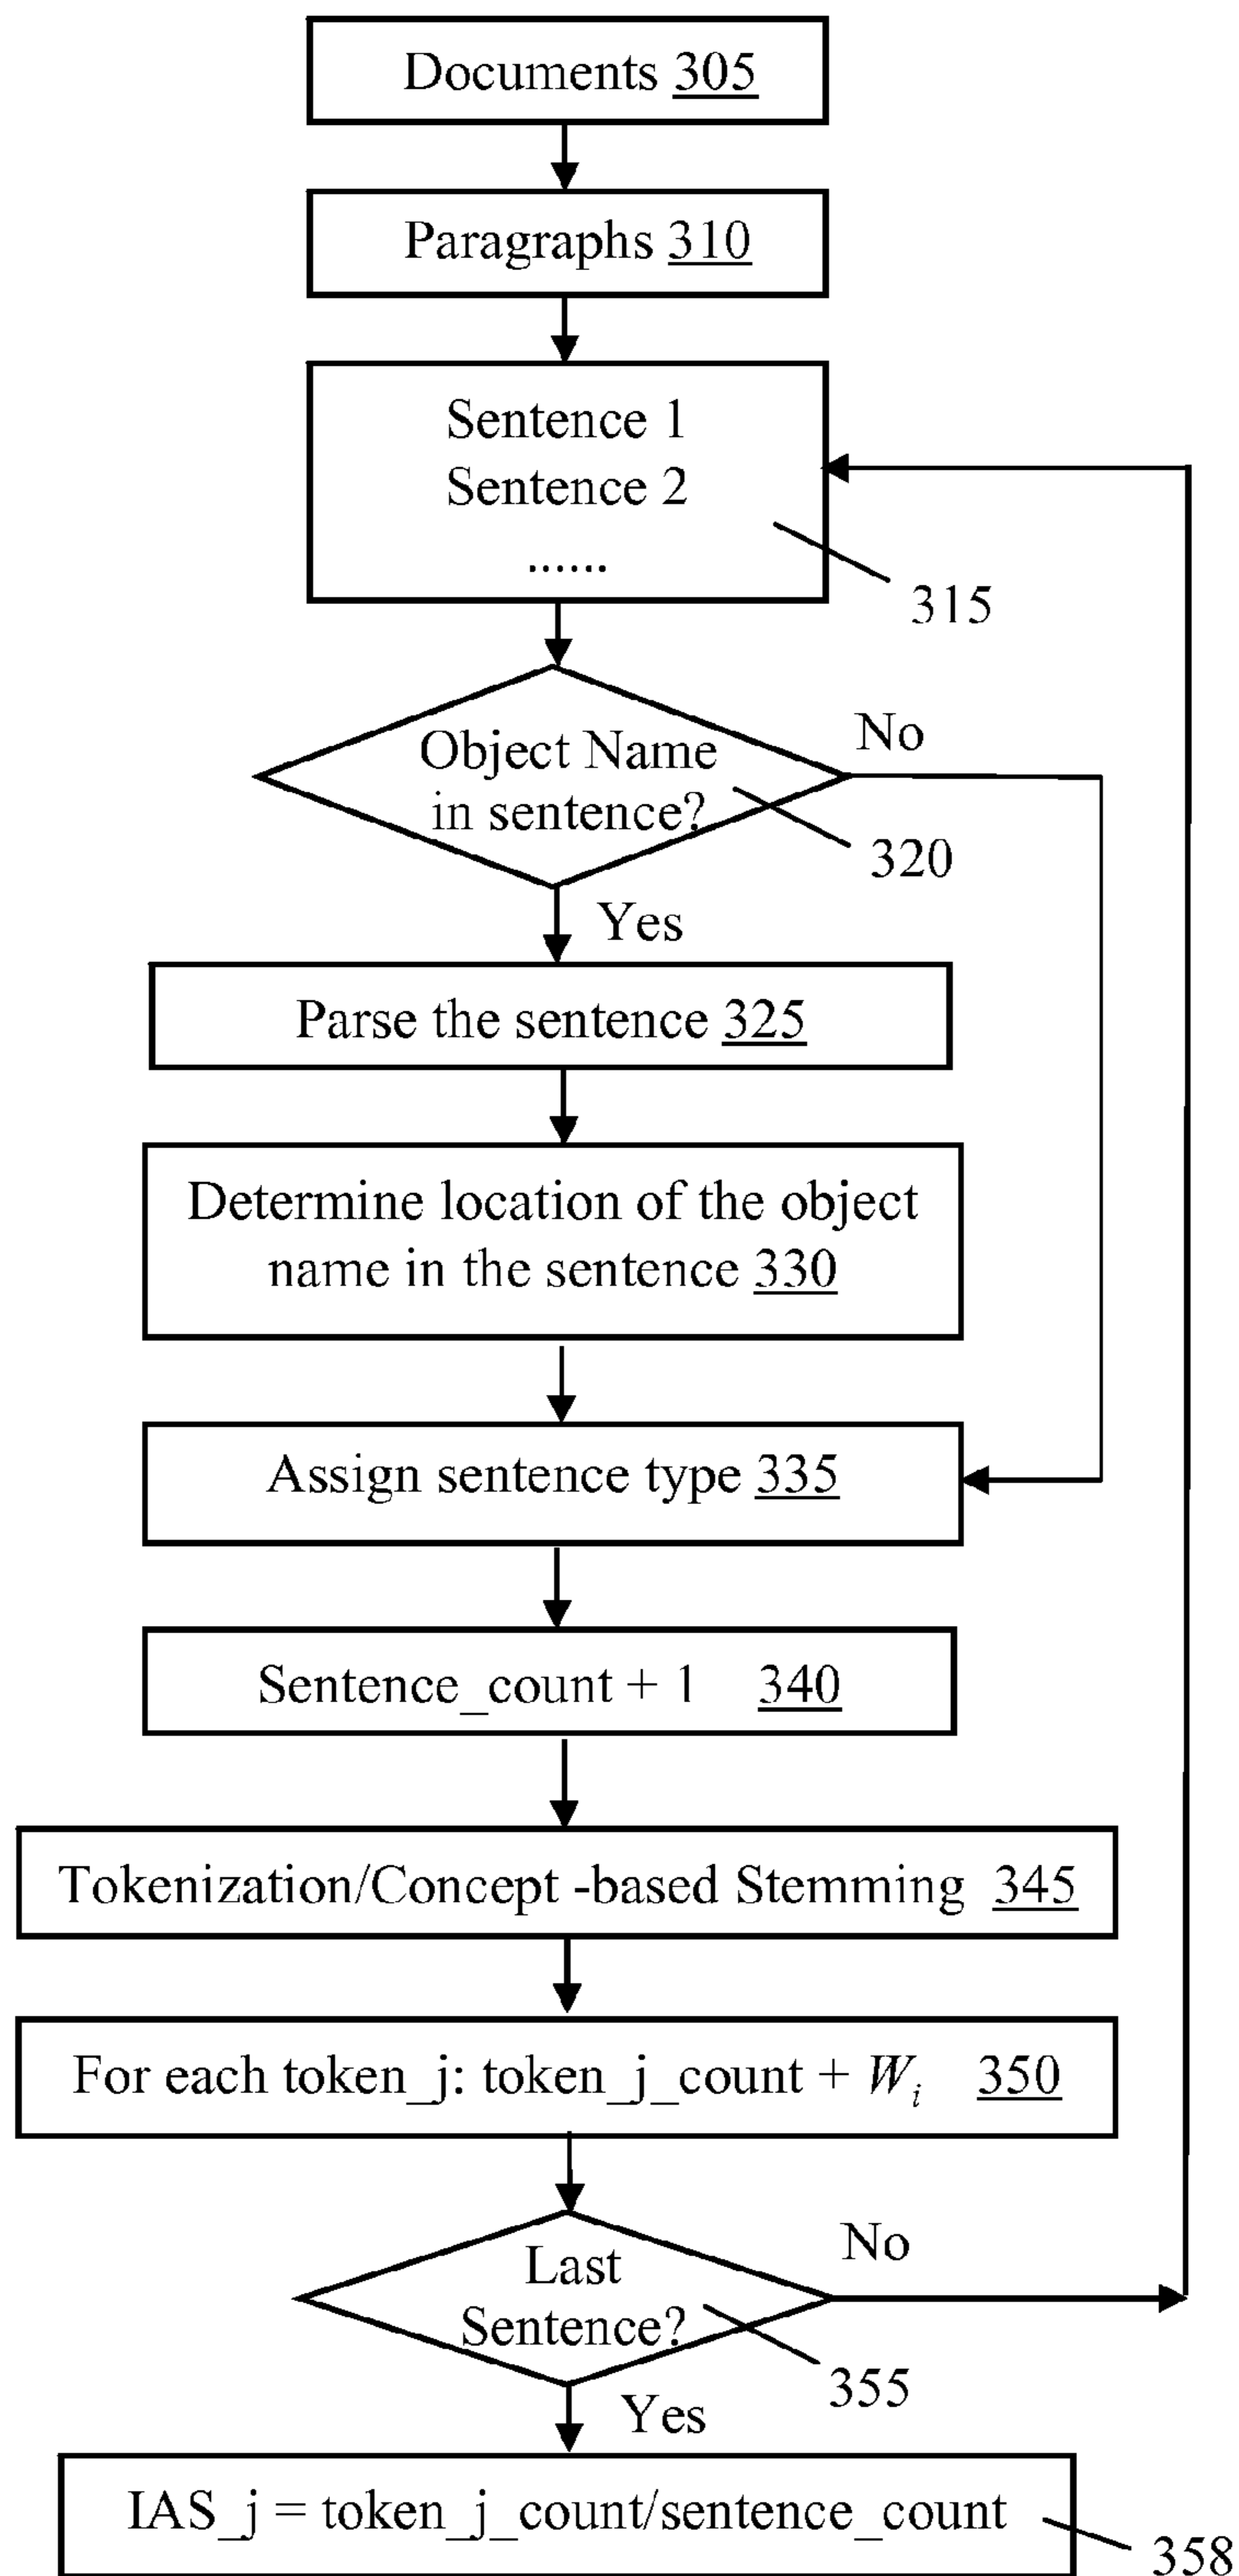 Documents 305
Paragraphs 310
Sentence 1
Sentence 2
......
315
Object Name
in sentence?
No
320
Yes
Parse the sentence 325
Determine location of the object
name in the sentence 330
Assign sentence type 335
Sentence_count + 1 340
Tokenization/Concept -based Stemming 345
For each token_j: token_j_count + W_i 350
Last
Sentence?
No
355
Yes
IAS_j = token_j_count/sentence_count
358